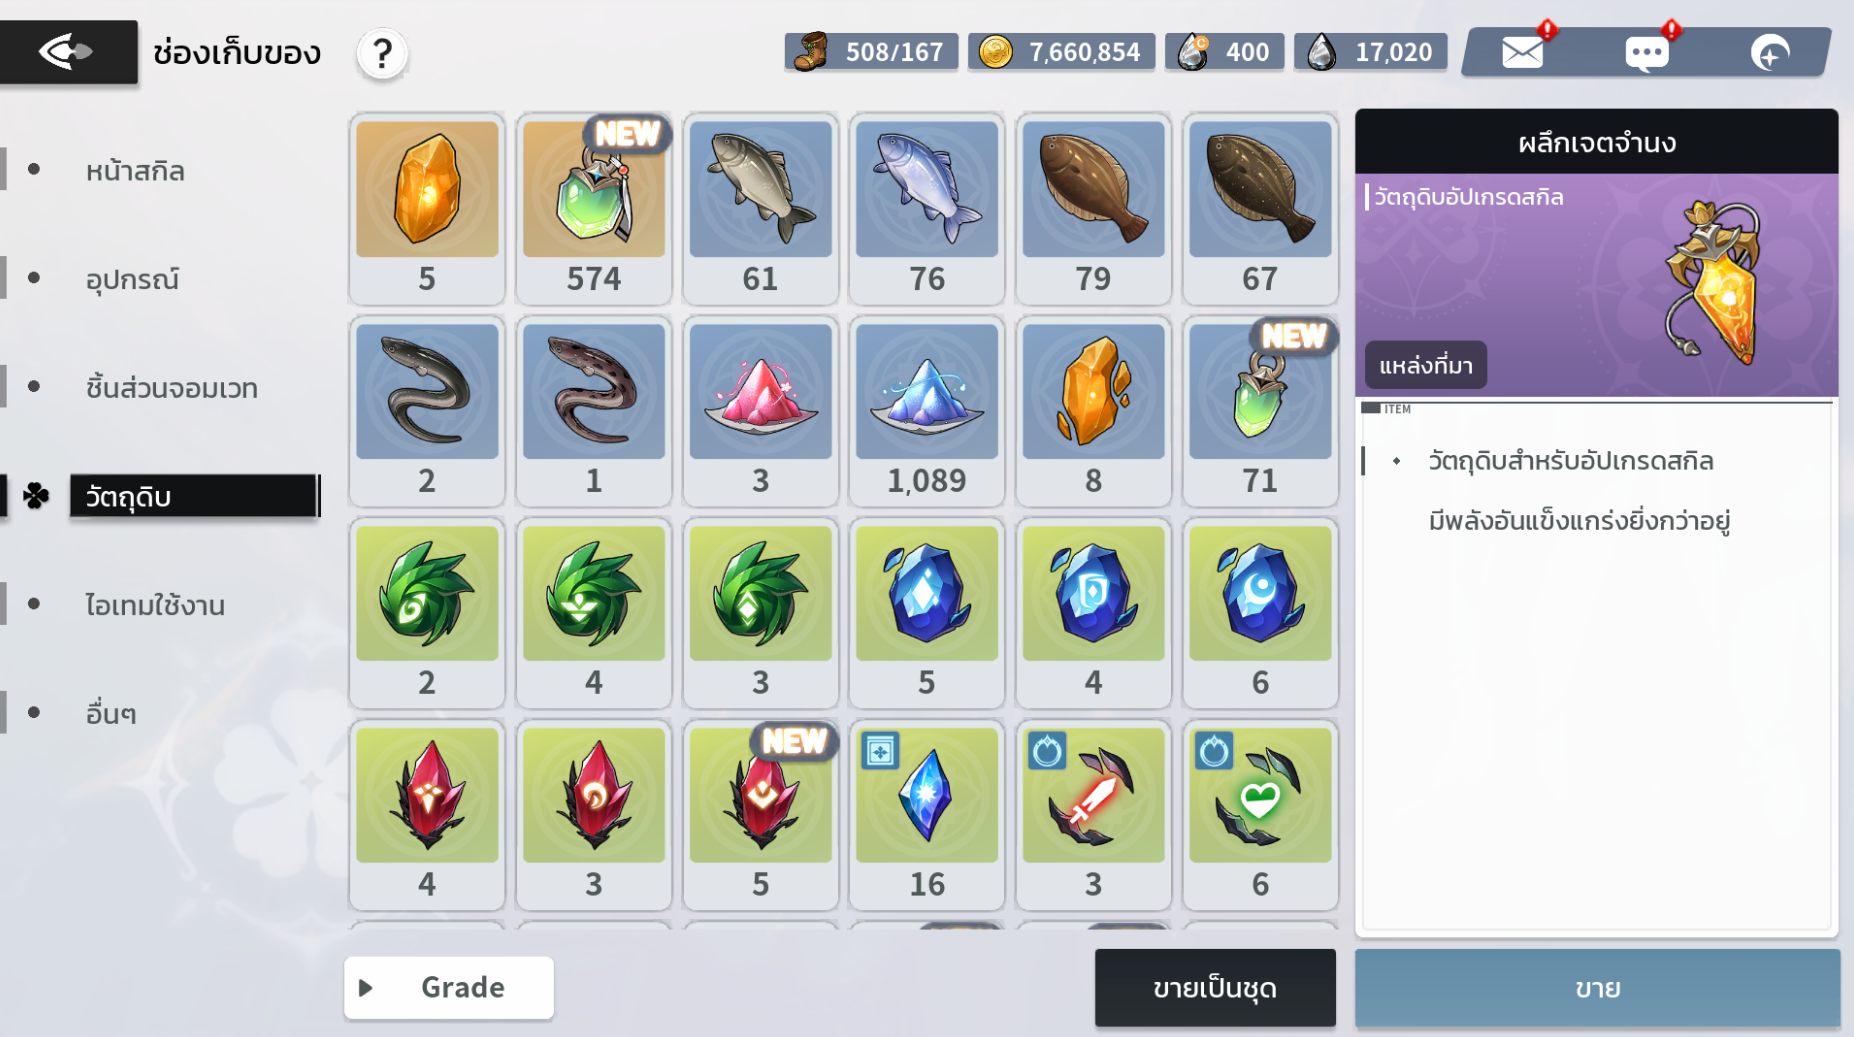 ช่องเก็บของ
?
508/167
7,660,854
400
17,020
หน้าสกิล
อุปกรณ์
ชิ้นส่วนจอมเวท
วัตถุดิบ
ไอเทมใช้งาน
อื่นๆ
5
NEW
574
61
76
79
67
2
1
3
1,089
8
NEW
71
2
4
3
5
4
6
4
3
NEW
5
16
3
6
Grade
ขายเป็นชุด
ผลึกเจตจำนง
วัตถุดิบอัปเกรดสกิล
แหล่งที่มา
ITEM
วัตถุดิบสำหรับอัปเกรดสกิล
มีพลังอันแข็งแกร่งยิ่งกว่าอยู่
ขาย